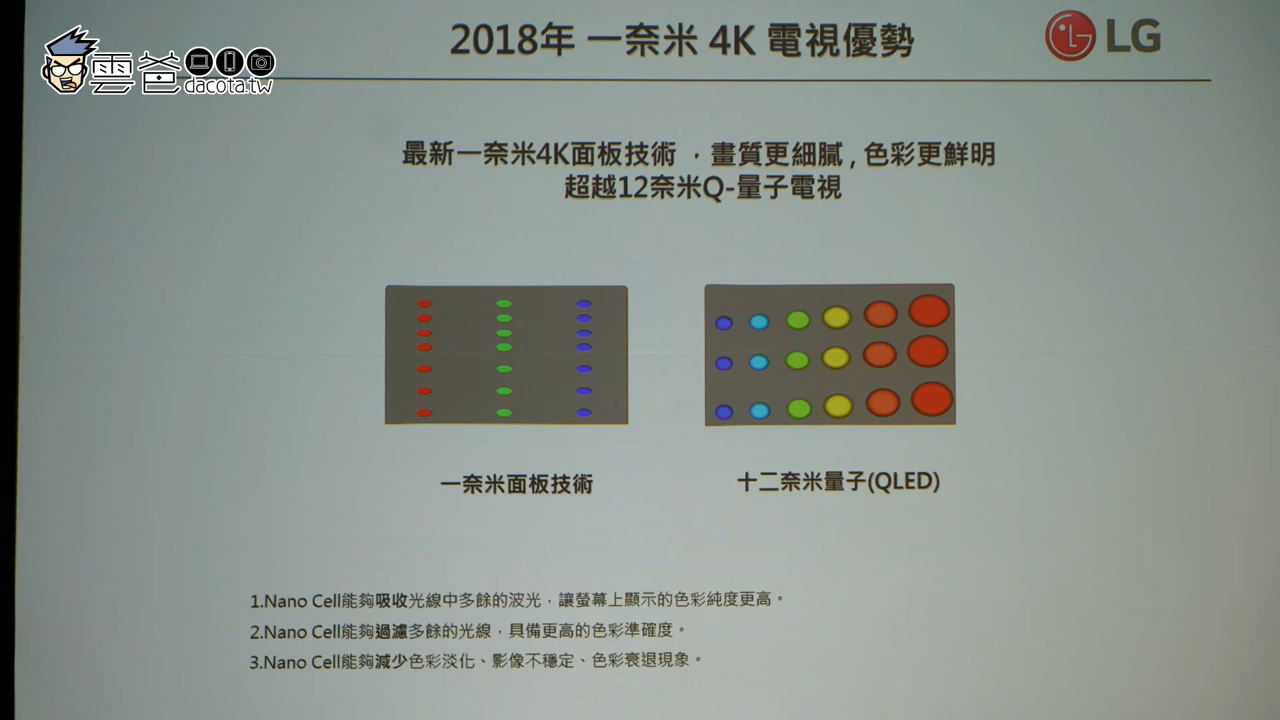 2018年 一奈米 4K 電視優勢
LG
雲爸
dacota.tw
最新一奈米4K面板技術 ，畫質更細膩 , 色彩更鮮明
超越12奈米Q-量子電視
一奈米面板技術
十二奈米量子(QLED)
1.Nano Cell能夠吸收光線中多餘的波光，讓螢幕上顯示的色彩純度更高。
2.Nano Cell能夠過濾多餘的光線，具備更高的色彩準確度。
3.Nano Cell能夠減少色彩淡化、影像不穩定、色彩衰退現象。